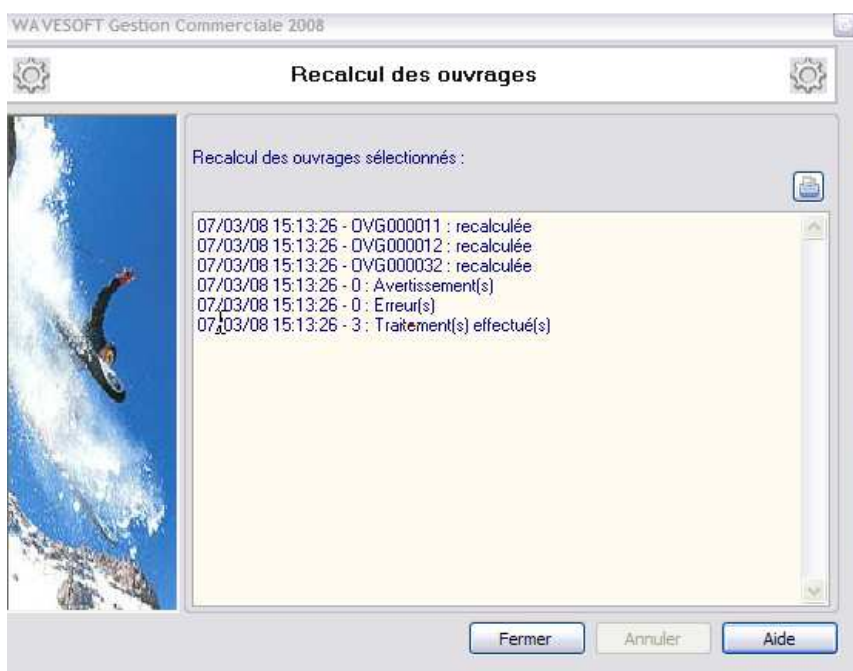 WAVESOFT Gestion Commerciale 2008
Recalcul des ouvrages
Recalcul des ouvrages sélectionnés :
07/03/08 15:13:26 - OVG000011 : recalculée
07/03/08 15:13:26 - OVG000012 : recalculée
07/03/08 15:13:26 - OVG000032 : recalculée
07/03/08 15:13:26 - 0 : Avertissement(s)
07/03/08 15:13:26 - 0 : Erreur(s)
07/03/08 15:13:26 - 3 : Traitement(s) effectué(s)
Fermer
Annuler
Aide